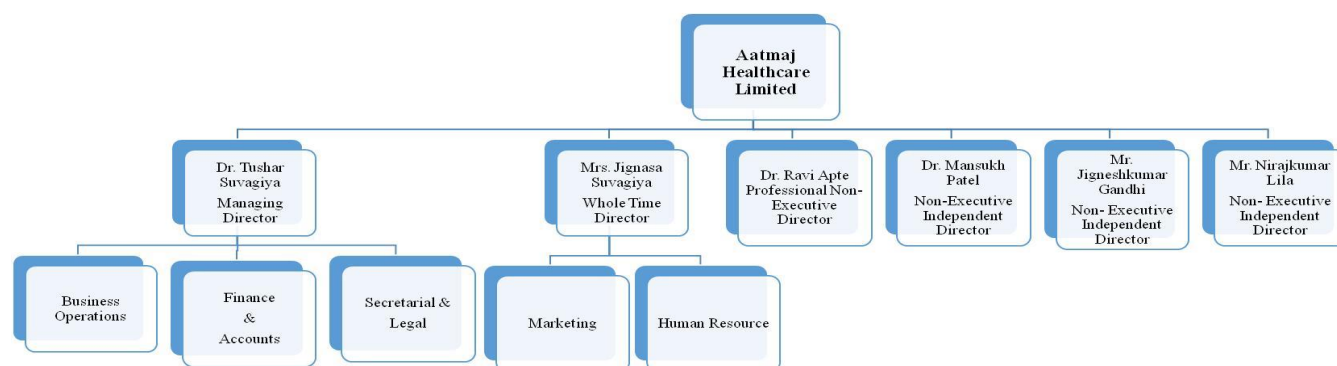 Aatmaj
Healthcare
Limited
Dr. Tushar
Suvagiya
Managing
Director
Mrs. Jignasa
Suvagiya
Whole Time
Director
Dr. Ravi Apte
Professional Non-
Executive
Director
Dr. Mansukh
Patel
Non-Executive
Independent
Director
Mr.
Jigneshkumar
Gandhi
Non- Executive
Independent
Director
Mr. Nirajkumar
Lila
Non- Executive
Independent
Director
Business
Operations
Finance
&
Accounts
Secretarial &
Legal
Marketing
Human Resource